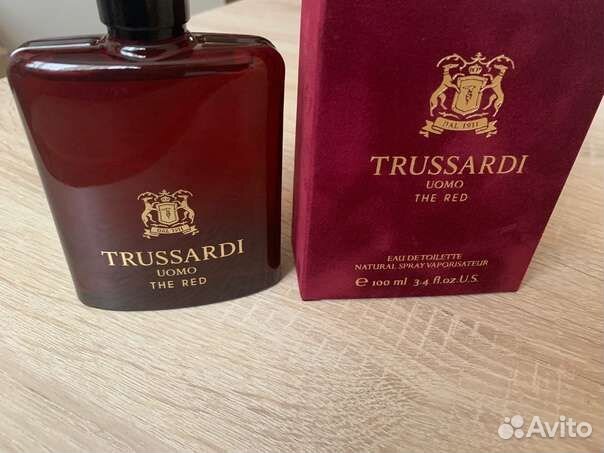 DAL 1911
TRUSSARDI
UOMO
THE RED
DAL 1911
TRUSSARDI
UOMO
THE RED
EAU DE TOILETTE
NATURAL SPRAY VAPORISATEUR
e 100 ml 3.4 fl.oz.U.S.
Avito